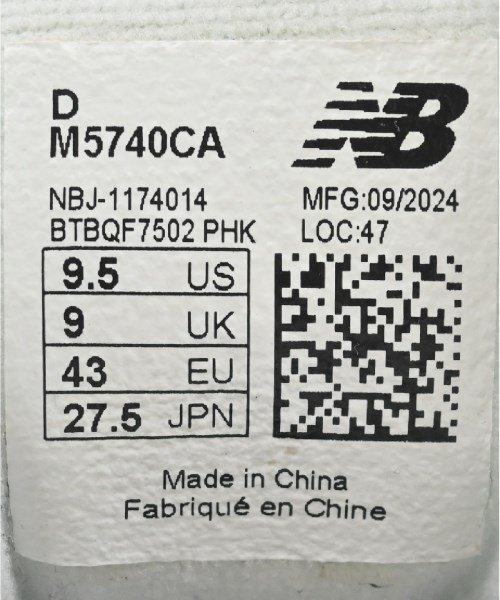 D
M5740CA
NB
NBJ-1174014
MFG:09/2024
BTBQF7502 PHK
LOC:47
9.5 US
9 UK
43 EU
27.5 JPN
Made in China
Fabriqué en Chine